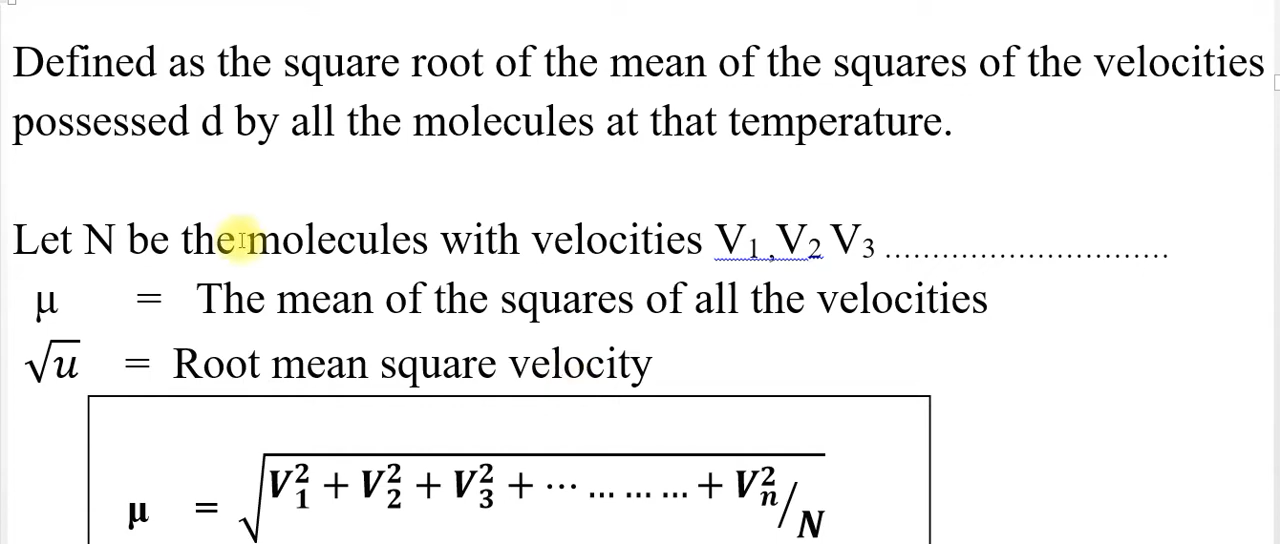 Defined as the square root of the mean of the squares of the velocities
possessed d by all the molecules at that temperature.
Let N be the molecules with velocities V₁ , V₂ V₃ ..............................
μ = The mean of the squares of all the velocities
√u = Root mean square velocity
μ = √(V₁² + V₂² + V₃² + ⋯ … … … + Vₙ²/N)